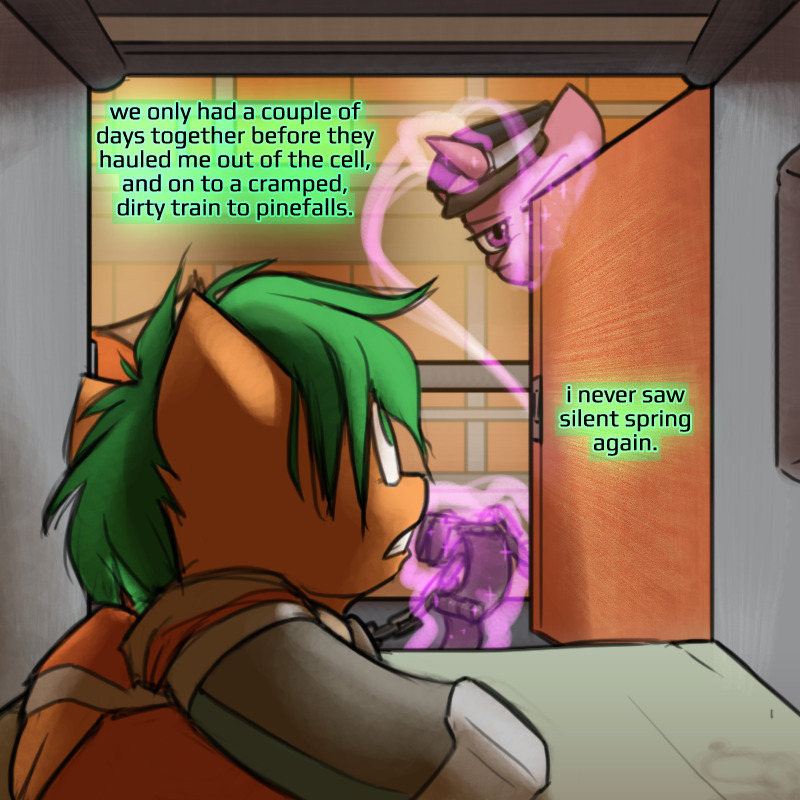 we only had a couple of
days together before they
hauled me out of the cell,
and on to a cramped,
dirty train to pinefalls.
i never saw
silent spring
again.